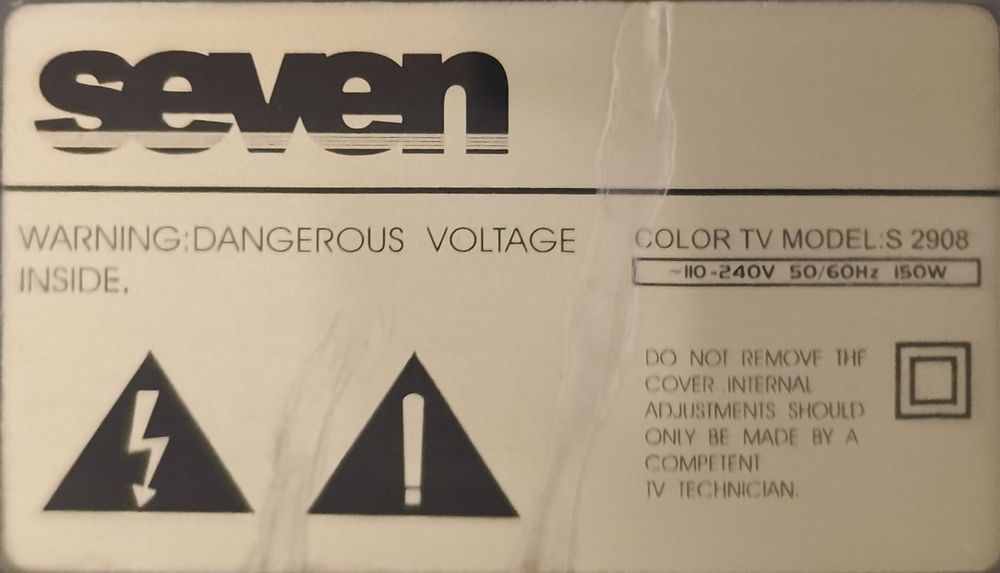 seven
WARNING:DANGEROUS VOLTAGE
INSIDE.
COLOR TV MODEL:S 2908
~110-240V 50/60Hz 150W
DO NOT REMOVE THE
COVER .INTERNAL
ADJUSTMENTS SHOULD
ONLY BE MADE BY A
COMPETENT
TV TECHNICIAN.